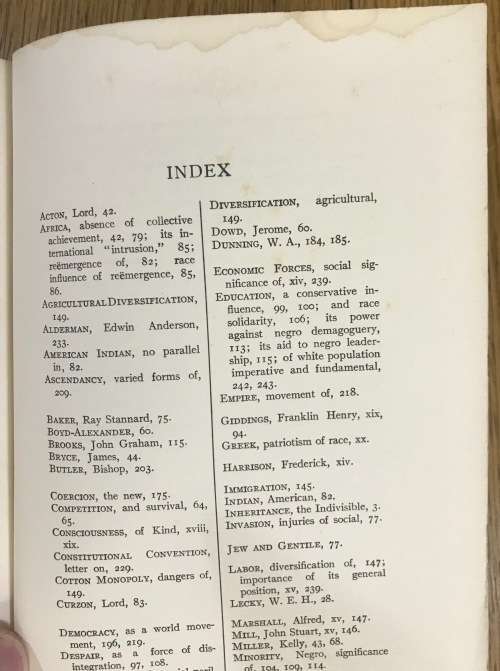 INDEX
ACTON, Lord, 42.
AFRICA, absence of collective
achievement, 42, 79; its in-
ternational "intrusion," 85;
reëmergence of, 82; race
influence of reëmergence, 85,
86.
AGRICULTURAL DIVERSIFICATION,
149.
ALDERMAN, Edwin Anderson,
233.
AMERICAN INDIAN, no parallel
in, 82.
ASCENDANCY, varied forms of,
209.
BAKER, Ray Stannard, 75.
BOYD-ALEXANDER, 60.
BROOKS, John Graham, 115.
BRYCE, James, 44.
BUTLER, Bishop, 203.
COERCION, the new, 175.
COMPETITION, and survival, 64,
65.
CONSCIOUSNESS, of Kind, xviii,
xix.
CONSTITUTIONAL CONVENTION,
letter on, 229.
COTTON MONOPOLY, dangers of,
149.
CURZON, Lord, 83.
DEMOCRACY, as a world move-
ment, 196, 219.
DESPAIR, as a force of dis-
integration, 97, 108.
DIVERSIFICATION, agricultural,
149.
DOWD, Jerome, 60.
DUNNING, W. A., 184, 185.
ECONOMIC FORCES, social sig-
nificance of, xiv, 239.
EDUCATION, a conservative in-
fluence, 99, 100; and race
solidarity, 106; its power
against negro demagoguery,
113; its aid to negro leader-
ship, 115; of white population
imperative and fundamental,
242, 243.
EMPIRE, movement of, 218.
GIDDINGS, Franklin Henry, xix,
94.
GREEK, patriotism of race, xx.
HARRISON, Frederick, xiv.
IMMIGRATION, 145.
INDIAN, American, 82.
INHERITANCE, the Indivisible, 3.
INVASION, injuries of social, 77.
JEW AND GENTILE, 77.
LABOR, diversification of, 147;
importance of its general
position, xv, 239.
LECKY, W. E. H., 28.
MARSHALL, Alfred, xv, 147.
MILL, John Stuart, xv, 146.
MILLER, Kelly, 43, 68.
MINORITY, Negro, significance
of, 104, 109, 114.